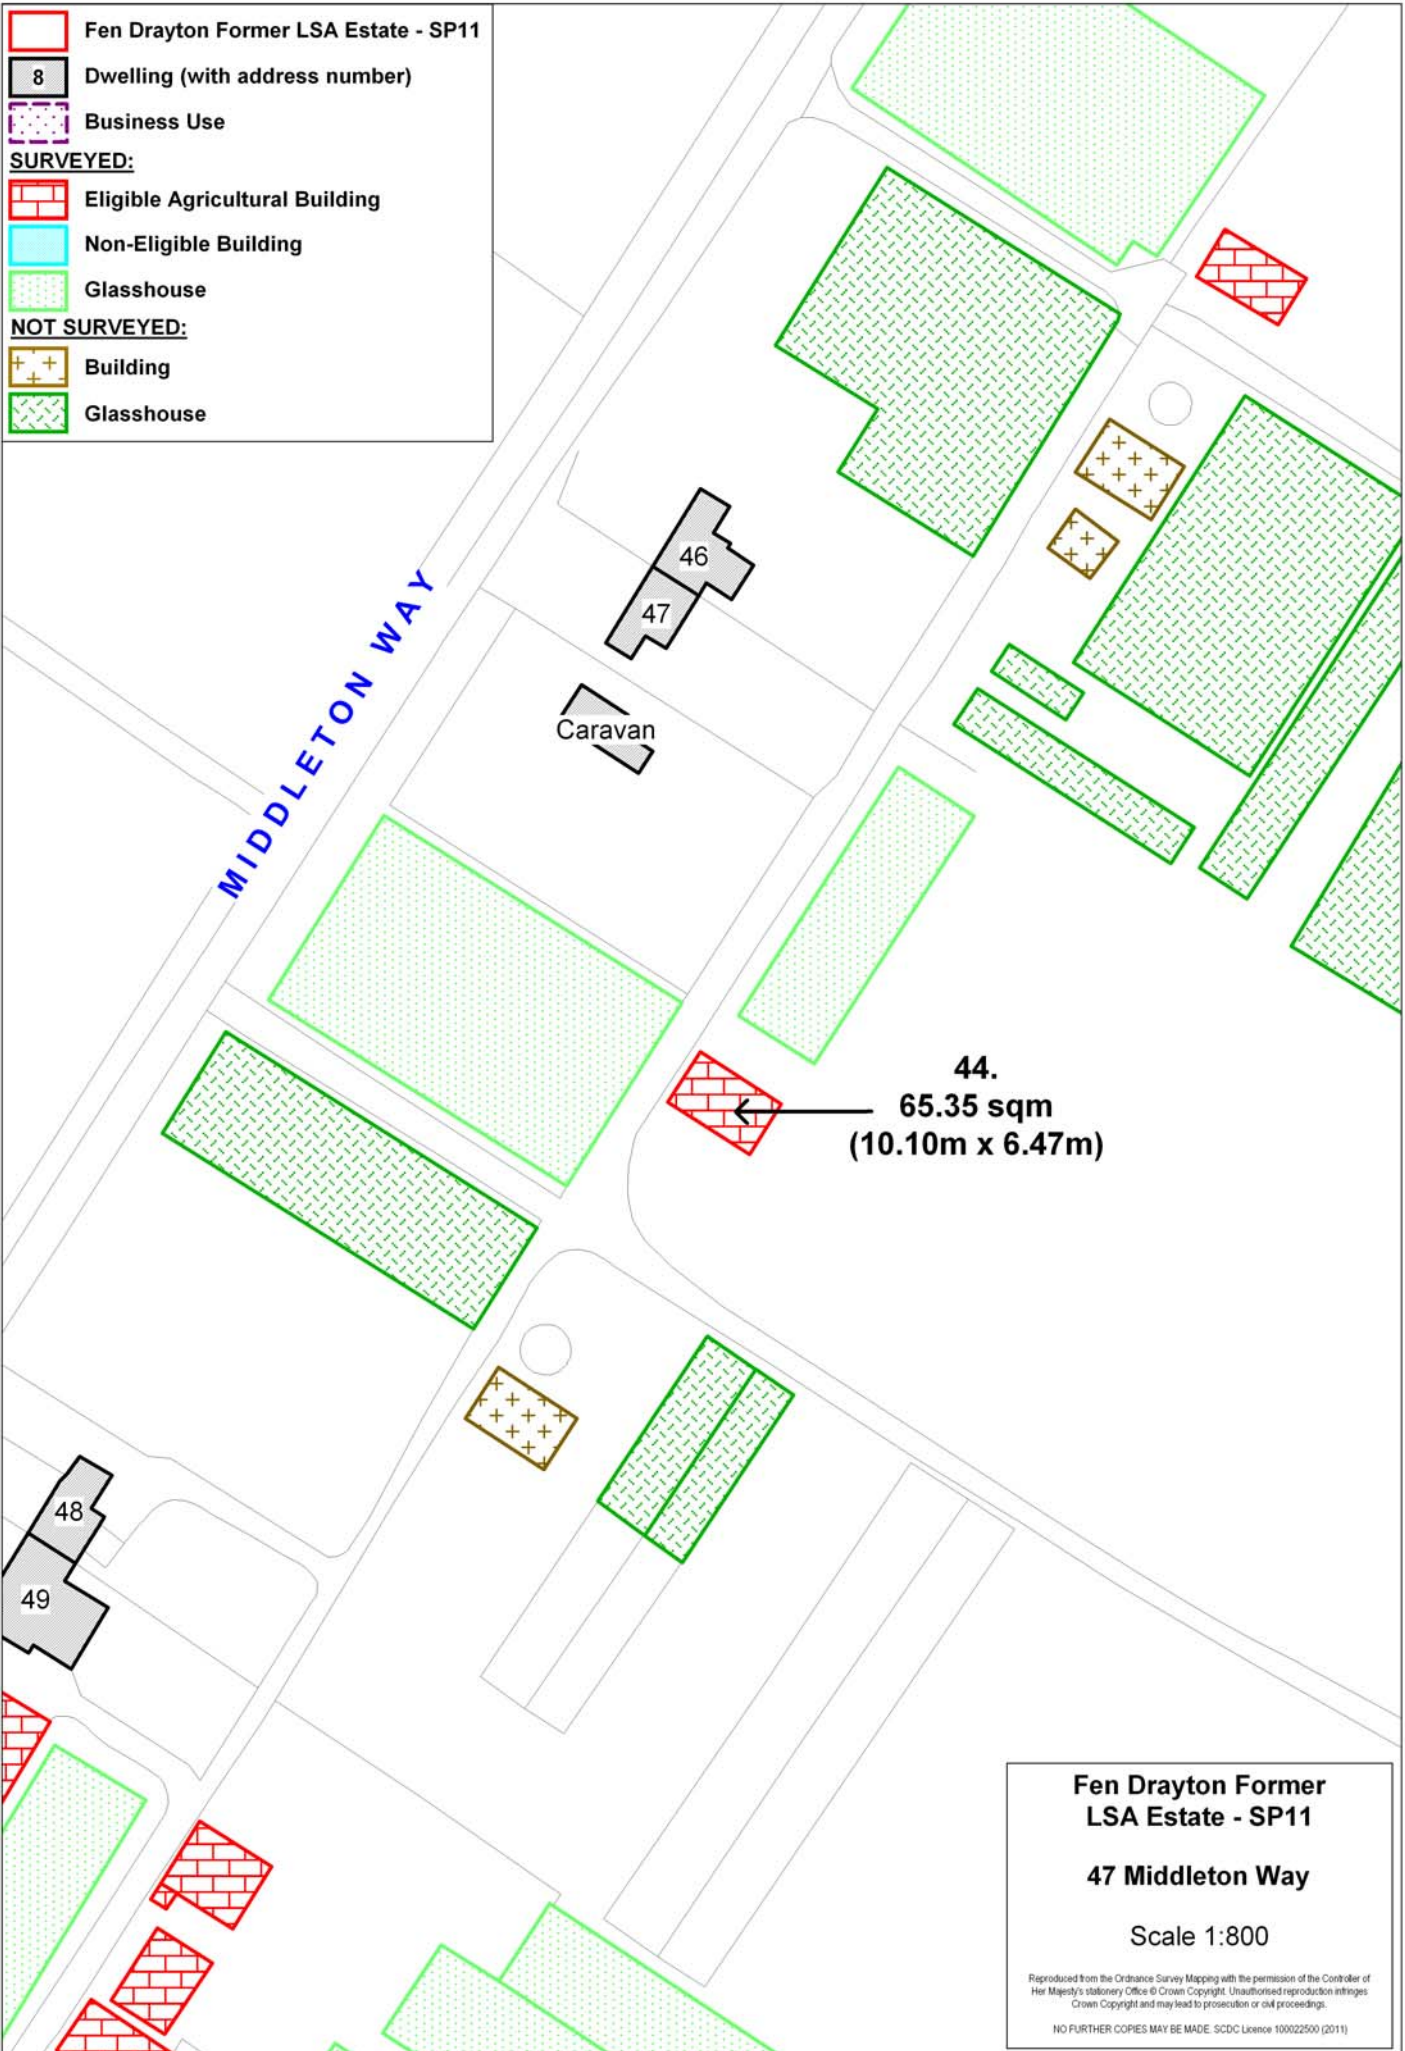 Fen Drayton Former LSA Estate - SP11
8 Dwelling (with address number)
Business Use
SURVEYED:
Eligible Agricultural Building
Non-Eligible Building
Glasshouse
NOT SURVEYED:
Building
Glasshouse
46
47
MIDDLETON WAY
Caravan
44.
65.35 sqm
(10.10m x 6.47m)
48
49
Fen Drayton Former
LSA Estate - SP11
47 Middleton Way
Scale 1:800
Reproduced from the Ordnance Survey Mapping with the permission of the Controller of
Her Majesty's stationery Office © Crown Copyright. Unauthorised reproduction infringes
Crown Copyright and may lead to prosecution or civil proceedings.
NO FURTHER COPIES MAY BE MADE. SCDC Licence 100022500 (2011)